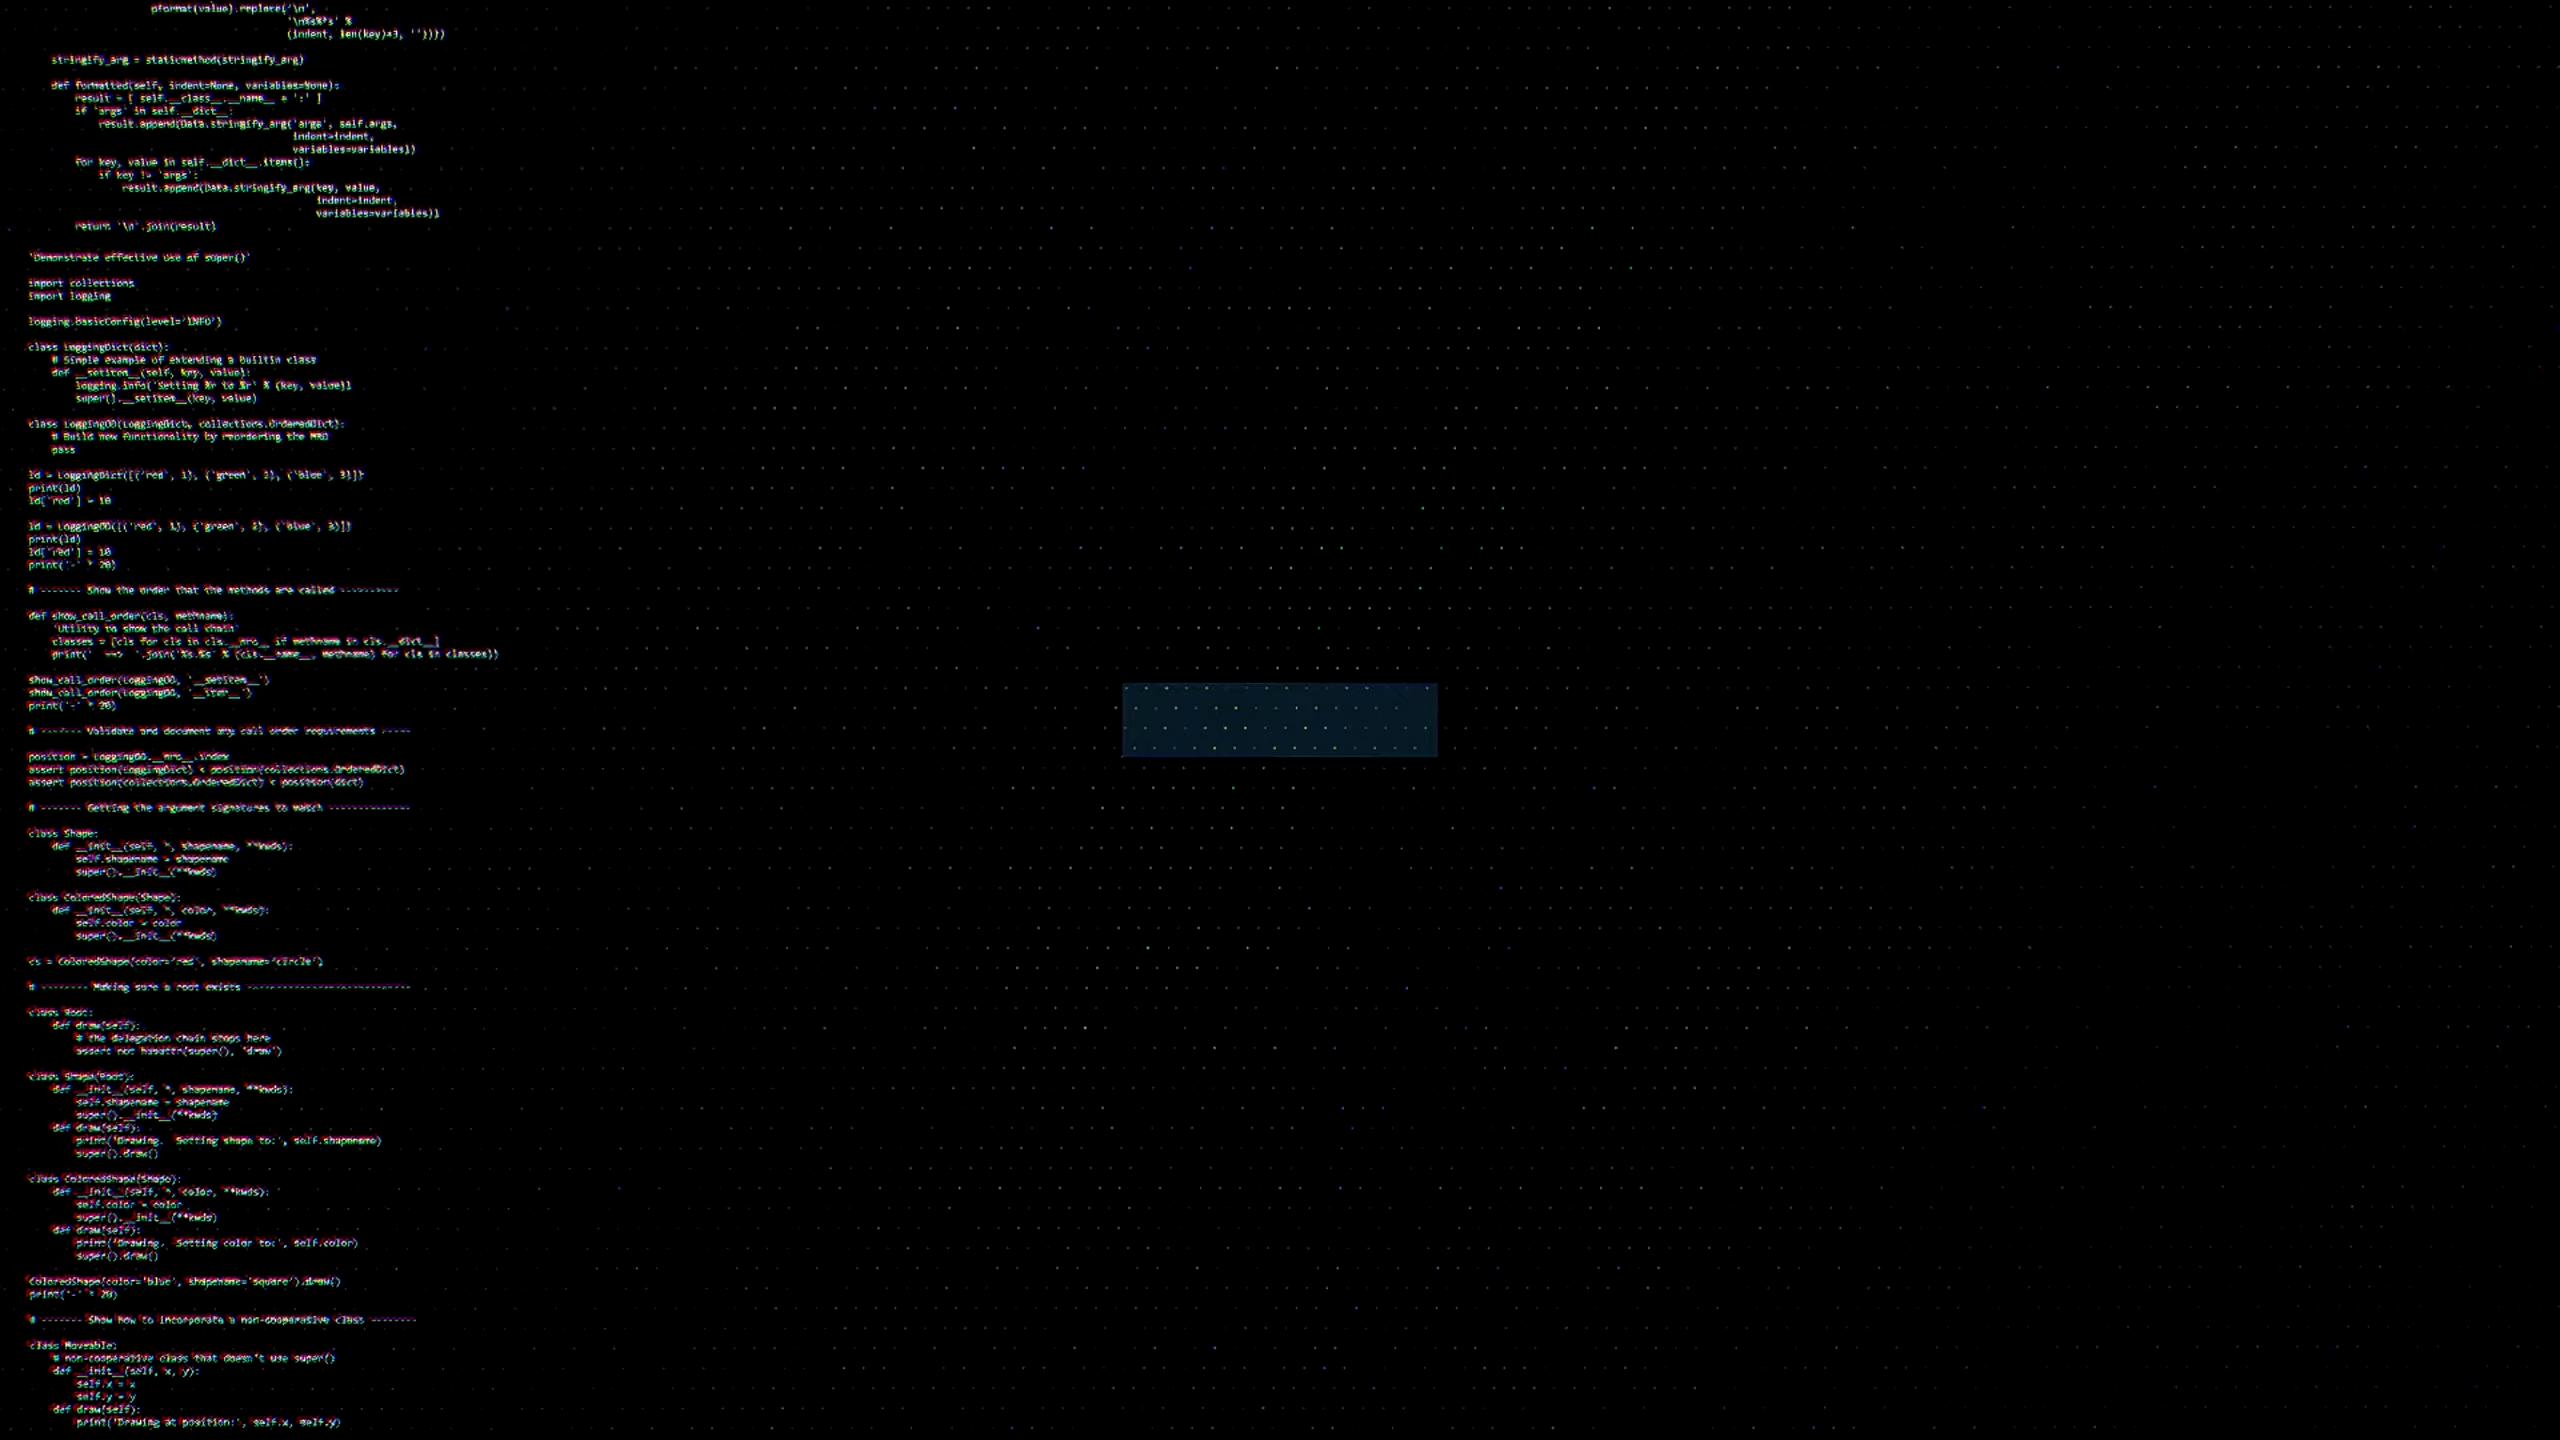 pformat(value).replace('\n',
'\n%s%*s' %
(indent, len(key)+3, ''))))
stringify_arg = staticmethod(stringify_arg)
def formatted(self, indent=None, variables=None):
result = [ self.__class__.__name__ + ':' ]
if 'args' in self.__dict__:
result.append(Data.stringify_arg('args', self.args,
indent=indent,
variables=variables))
for key, value in self.__dict__.items():
if key != 'args':
result.append(Data.stringify_arg(key, value,
indent=indent,
variables=variables))
return '\n'.join(result)
'Demonstrate effective use of super()'
import collections
import logging
logging.basicConfig(level='INFO')
class LoggingDict(dict):
# Simple example of extending a builtin class
def __setitem__(self, key, value):
logging.info('Setting %r to %r' % (key, value))
super().__setitem__(key, value)
class LoggingOD(LoggingDict, collections.OrderedDict):
# Build new functionality by reordering the MRO
pass
ld = LoggingDict([('red', 1), ('green', 2), ('blue', 3)])
print(ld)
ld['red'] = 10
ld = LoggingOD([('red', 1), ('green', 2), ('blue', 3)])
print(ld)
ld['red'] = 10
print('-' * 20)
# ------- Show the order that the methods are called ----------
def show_call_order(cls, methname):
'Utility to show the call chain'
classes = [cls for cls in cls.__mro__ if methname in cls.__dict__]
print('  ==>  '.join('%s.%s' % (cls.__name__, methname) for cls in classes))
show_call_order(LoggingOD, '__setitem__')
show_call_order(LoggingOD, '__iter__')
print('-' * 20)
# ------- Validate and document any call order requirements -----
position = LoggingOD.__mro__.index
assert position(LoggingDict) < position(collections.OrderedDict)
assert position(collections.OrderedDict) < position(dict)
# ------- Getting the argument signatures to match --------------
class Shape:
def __init__(self, *, shapename, **kwds):
self.shapename = shapename
super().__init__(**kwds)
class ColoredShape(Shape):
def __init__(self, *, color, **kwds):
self.color = color
super().__init__(**kwds)
cs = ColoredShape(color='red', shapename='circle')
# -------- Making sure a root exists ----------------------------
class Root:
def draw(self):
# the delegation chain stops here
assert not hasattr(super(), 'draw')
class Shape(Root):
def __init__(self, *, shapename, **kwds):
self.shapename = shapename
super().__init__(**kwds)
def draw(self):
print('Drawing.  Setting shape to:', self.shapename)
super().draw()
class ColoredShape(Shape):
def __init__(self, *, color, **kwds):
self.color = color
super().__init__(**kwds)
def draw(self):
print('Drawing.  Setting color to:', self.color)
super().draw()
ColoredShape(color='blue', shapename='square').draw()
print('-' * 20)
# ------- Show how to incorporate a non-cooperative class --------
class Moveable:
# non-cooperative class that doesn't use super()
def __init__(self, x, y):
self.x = x
self.y = y
def draw(self):
print('Drawing at position:', self.x, self.y)